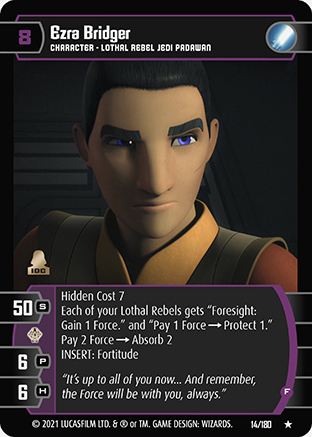 8 Ezra Bridger
CHARACTER - LOTHAL REBEL JEDI PADAWAN
IDC
50 S
Hidden Cost 7
Each of your Lothal Rebels gets “Foresight:
Gain 1 Force.” and “Pay 1 Force → Protect 1.”
Pay 2 Force → Absorb 2
6 P
INSERT: Fortitude
6 H
“It’s up to all of you now... And remember,
the Force will be with you, always.”
F
© 2021 LUCASFILM LTD. & ® or TM. GAME DESIGN: WIZARDS. 14/180 ★